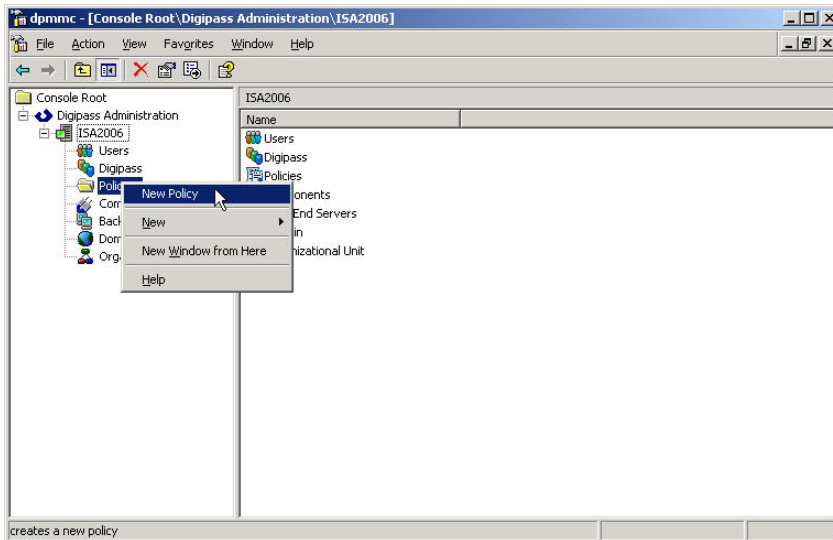 dpmmc - [Console Root\Digipass Administration\ISA2006]
File Action View Favorites Window Help
Console Root
Digipass Administration
ISA2006
Users
Digipass
New Policy
New
New Window from Here
Help
ISA2006
Name
Users
Digipass
Policies
End Servers
Unit
creates a new policy